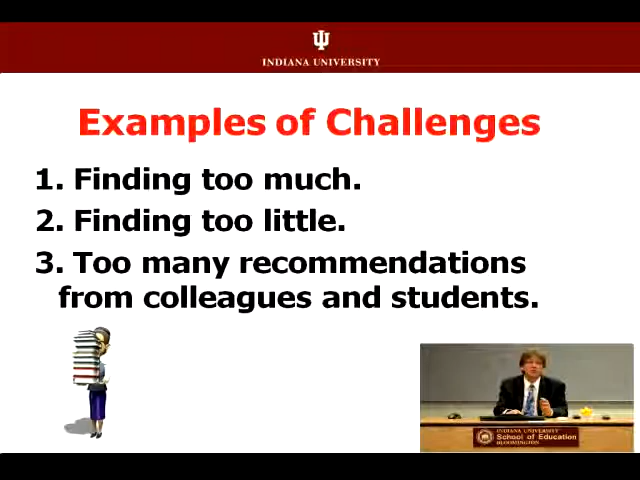 INDIANA UNIVERSITY
Examples of Challenges
1. Finding too much.
2. Finding too little.
3. Too many recommendations
from colleagues and students.
INDIANA UNIVERSITY
School of Education
BLOOMINGTON